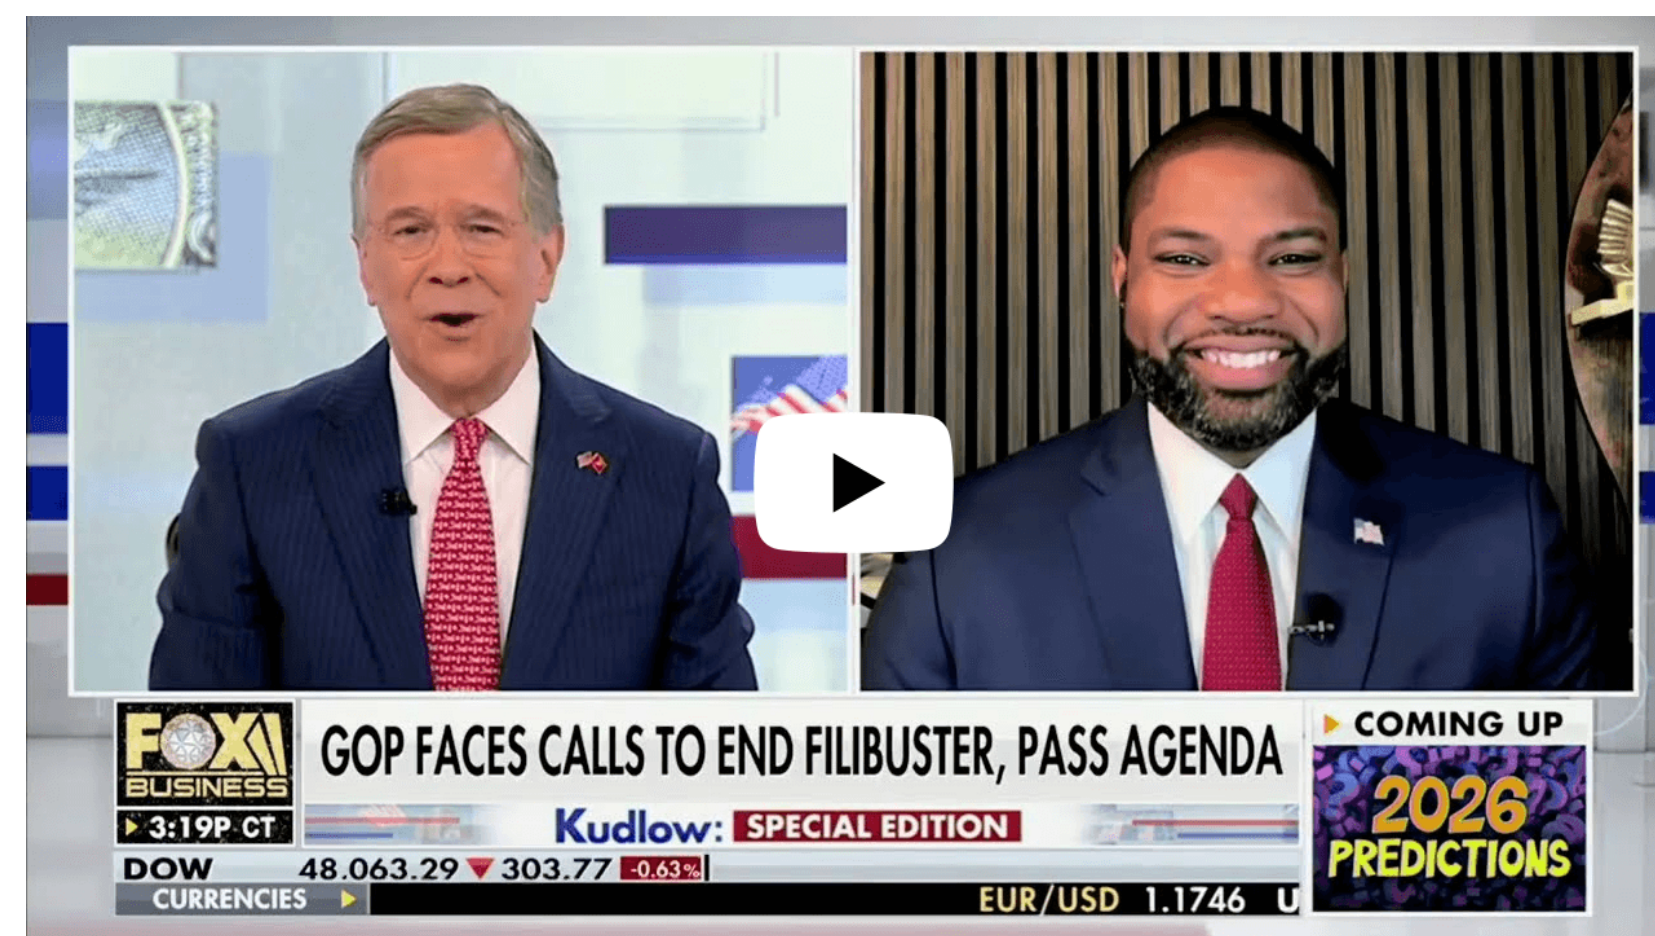 GOP FACES CALLS TO END FILIBUSTER, PASS AGENDA
FOX
BUSINESS
3:19P CT
Kudlow: SPECIAL EDITION
COMING UP
2026
PREDICTIONS
DOW 48,063.29 ▼ 303.77 -0.63%
CURRENCIES EUR/USD 1.1746 U